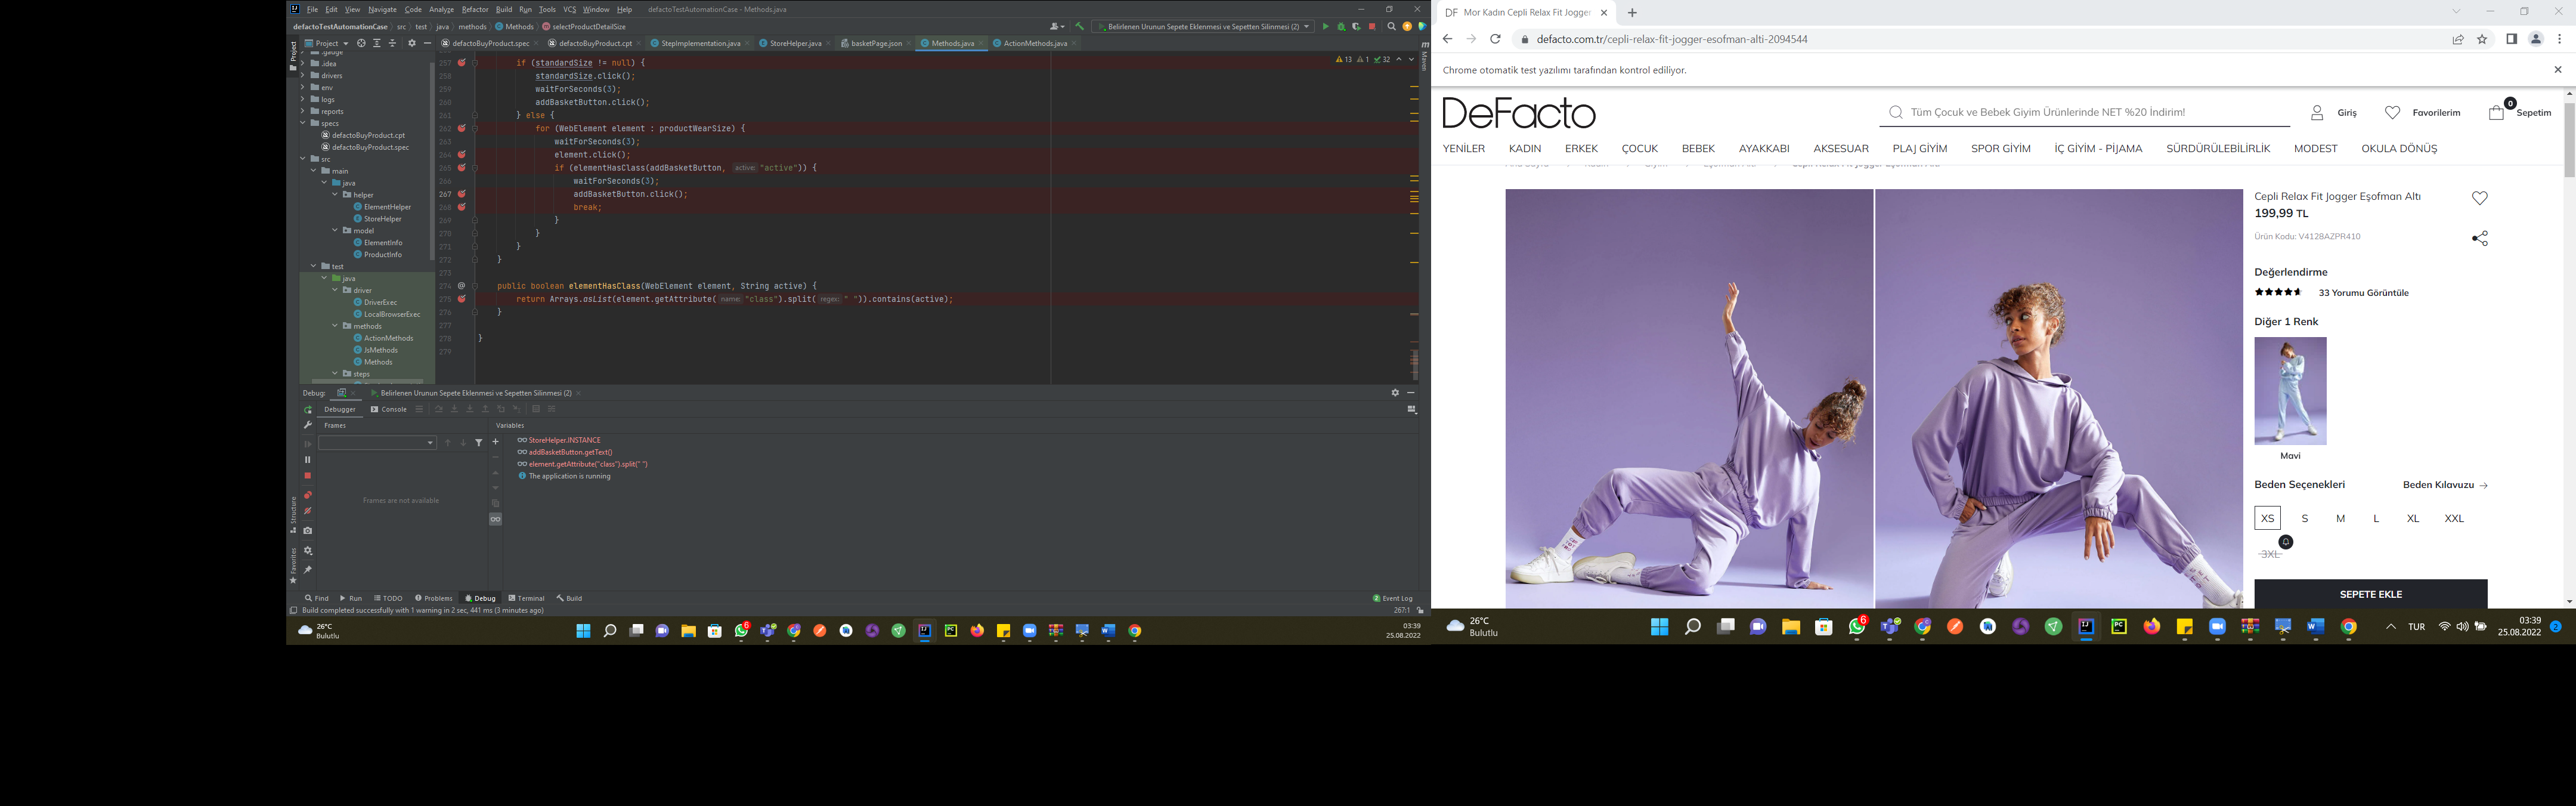 File Edit View Navigate Code Analyze Refactor Build Run Tools VCS Window Help defactoTestAutomationCase - Methods.java
defactoTestAutomationCase src test java methods Methods selectProductDetailSize
Belirlenen Urunun Sepete Eklenmesi ve Sepetten Silinmesi (2)
Project
defactoBuyProduct.spec defactoBuyProduct.cpt StepImplementation.java StoreHelper.java basketPage.json Methods.java ActionMethods.java
Project
Maven
.gauge
.idea
drivers
env
logs
reports
specs
defactoBuyProduct.cpt
defactoBuyProduct.spec
src
main
java
helper
ElementHelper
StoreHelper
model
ElementInfo
ProductInfo
test
java
driver
DriverExec
LocalBrowserExec
methods
ActionMethods
JsMethods
Methods
steps
13 1 32
257 if (standardSize != null) {
258 standardSize.click();
259 waitForSeconds(3);
260 addBasketButton.click();
261 } else {
262 for (WebElement element : productWearSize) {
263 waitForSeconds(3);
264 element.click();
265 if (elementHasClass(addBasketButton, active: "active")) {
266 waitForSeconds(3);
267 addBasketButton.click();
268 break;
269 }
270 }
271 }
272 }
273
274 @ public boolean elementHasClass(WebElement element, String active) {
275 return Arrays.asList(element.getAttribute( name: "class").split( regex: " ")).contains(active);
276 }
277
278 }
279
Debug: Belirlenen Urunun Sepete Eklenmesi ve Sepetten Silinmesi (2)
Debugger Console
Frames Variables
StoreHelper.INSTANCE
addBasketButton.getText()
element.getAttribute("class").split(" ")
The application is running
Frames are not available
Structure
Favorites
Find Run TODO Problems Debug Terminal Build 2 Event Log
Build completed successfully with 1 warning in 2 sec, 441 ms (3 minutes ago) 267:1
26°C
Bulutlu
6
03:39
25.08.2022
DF Mor Kadın Cepli Relax Fit Jogger
defacto.com.tr/cepli-relax-fit-jogger-esofman-alti-2094544
Chrome otomatik test yazılımı tarafından kontrol ediliyor.
DeFacto
Tüm Çocuk ve Bebek Giyim Ürünlerinde NET %20 İndirim!
Giriş Favorilerim 0 Sepetim
YENİLER KADIN ERKEK ÇOCUK BEBEK AYAKKABI AKSESUAR PLAJ GİYİM SPOR GİYİM İÇ GİYİM - PİJAMA SÜRDÜRÜLEBİLİRLİK MODEST OKULA DÖNÜŞ
Cepli Relax Fit Jogger Eşofman Altı
199,99 TL
Ürün Kodu: V4128AZPR410
Değerlendirme
33 Yorumu Görüntüle
Diğer 1 Renk
Mavi
Beden Seçenekleri Beden Kılavuzu
XS S M L XL XXL
3XL
SEPETE EKLE
26°C
Bulutlu
6
TUR
03:39
25.08.2022
2